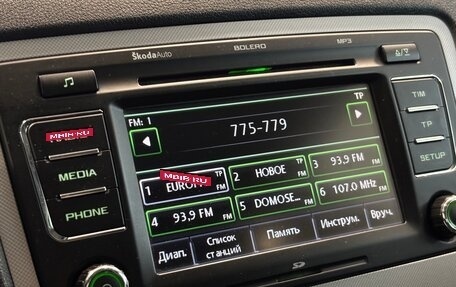 ŠkodaAuto BOLERO MP3
FM: 1 TP
775-779
TIM
TP
SETUP
MEDIA
PHONE
1 TP FM
2 НОВОЕ FM
3 93.9 FM TP FM
4 93.9 FM FM
5 DOMOSE... FM
6 107.0 MHz FM
Диап.
Список
станций
Память
Инструм.
Вруч.
SD